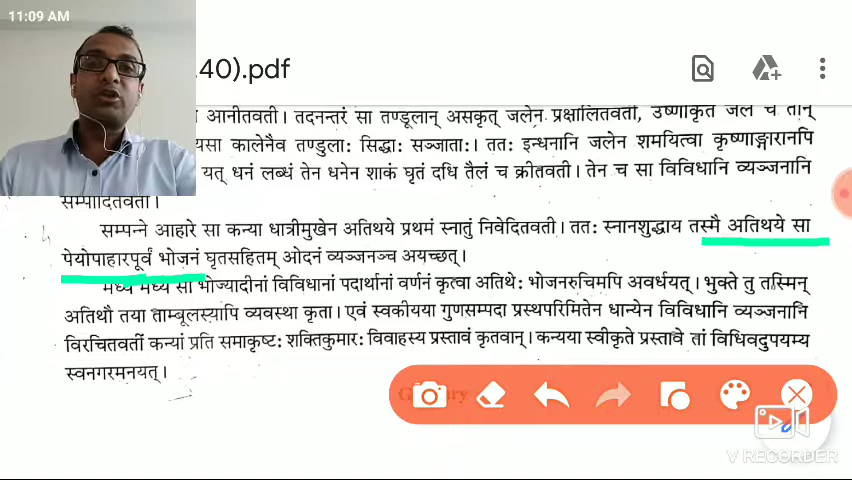 11:09 AM
40).pdf
आनीतवती। तदनन्तरं सा तण्डूलान् असकृत् जलेन प्रक्षालितवती, उष्णीकृते जले च तान्
यसा कालेनैव तण्डुलाः सिद्धाः सञ्जाताः। ततः इन्धनानि जलेन शमयित्वा कृष्णाङ्गारानपि
यत् धनं लब्धं तेन धनेन शाकं घृतं दधि तैलं च क्रीतवती। तेन च सा विविधानि व्यञ्जनानि
सम्पादितवती।
सम्पन्ने आहारे सा कन्या धात्रीमुखेन अतिथये प्रथमं स्नातुं निवेदितवती। ततः स्नानशुद्धाय तस्मै अतिथये सा
पेयोपाहारपूर्वं भोजनं घृतसहितम् ओदनं व्यञ्जनञ्च अयच्छत्।
मध्ये मध्ये सा भोज्यादीनां विविधानां पदार्थानां वर्णनं कृत्वा अतिथेः भोजनरुचिमपि अवर्धयत्। भुक्ते तु तस्मिन्
अतिथौ तया ताम्बूलस्यापि व्यवस्था कृता। एवं स्वकीयया गुणसम्पदा प्रस्थपरिमितेन धान्येन विविधानि व्यञ्जनानि
विरचितवतीं कन्यां प्रति समाकृष्टः शक्तिकुमारः विवाहस्य प्रस्तावं कृतवान्। कन्यया स्वीकृते प्रस्तावे तां विधिवदुपयम्य
स्वनगरमनयत्।
V RECORDER